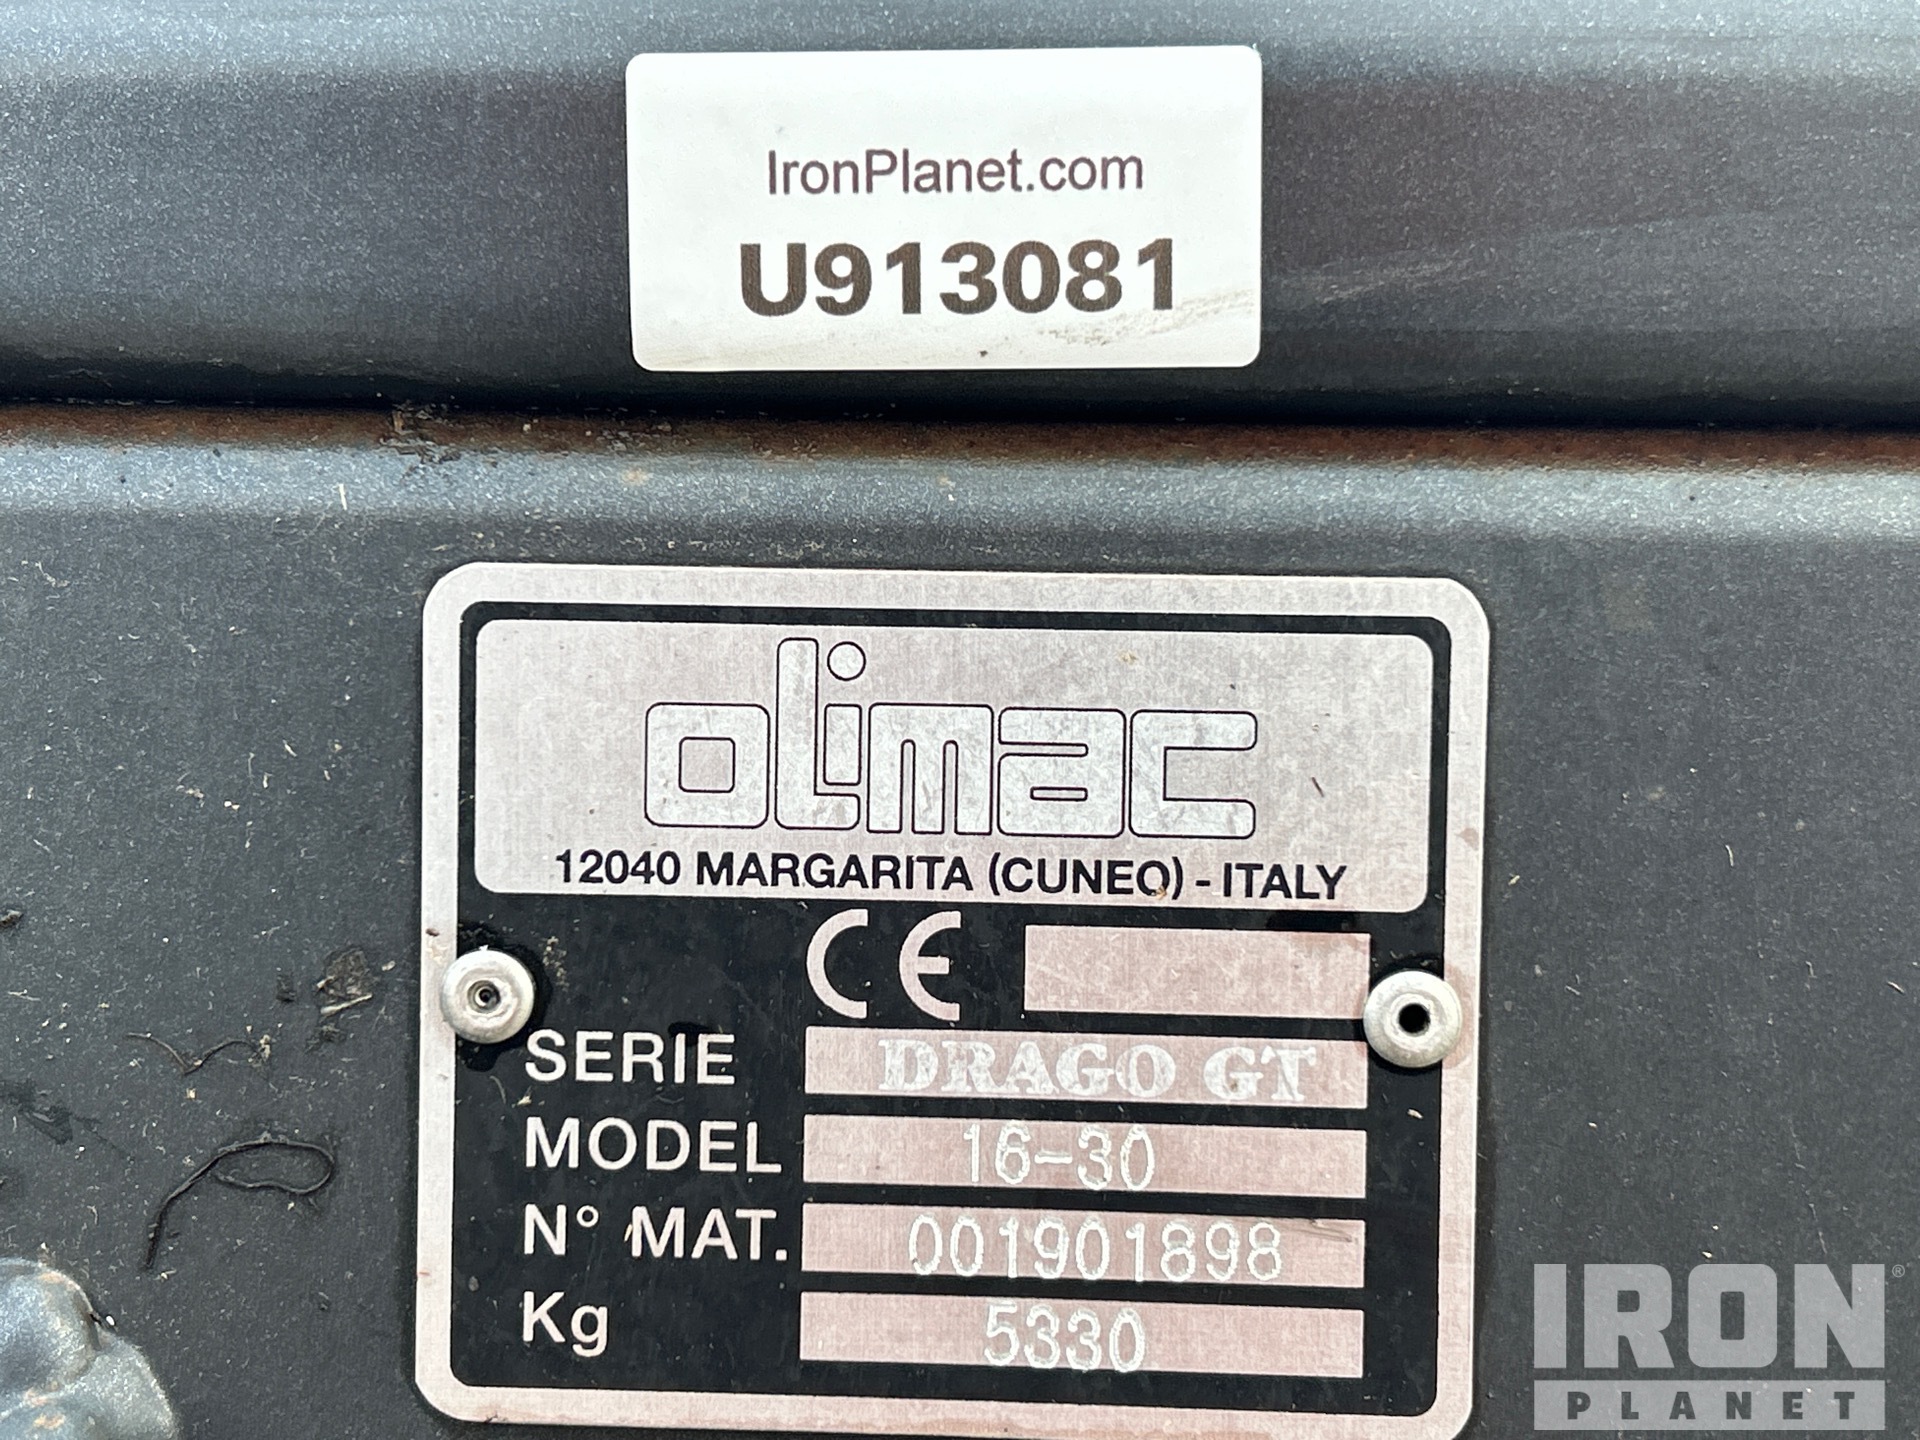 IronPlanet.com
U913081
OLimac
12040 MARGARITA (CUNEO) - ITALY
CE
SERIE DRAGO GT
MODEL 16-30
N° MAT. 001901898
Kg 5330
IRON®
PLANET